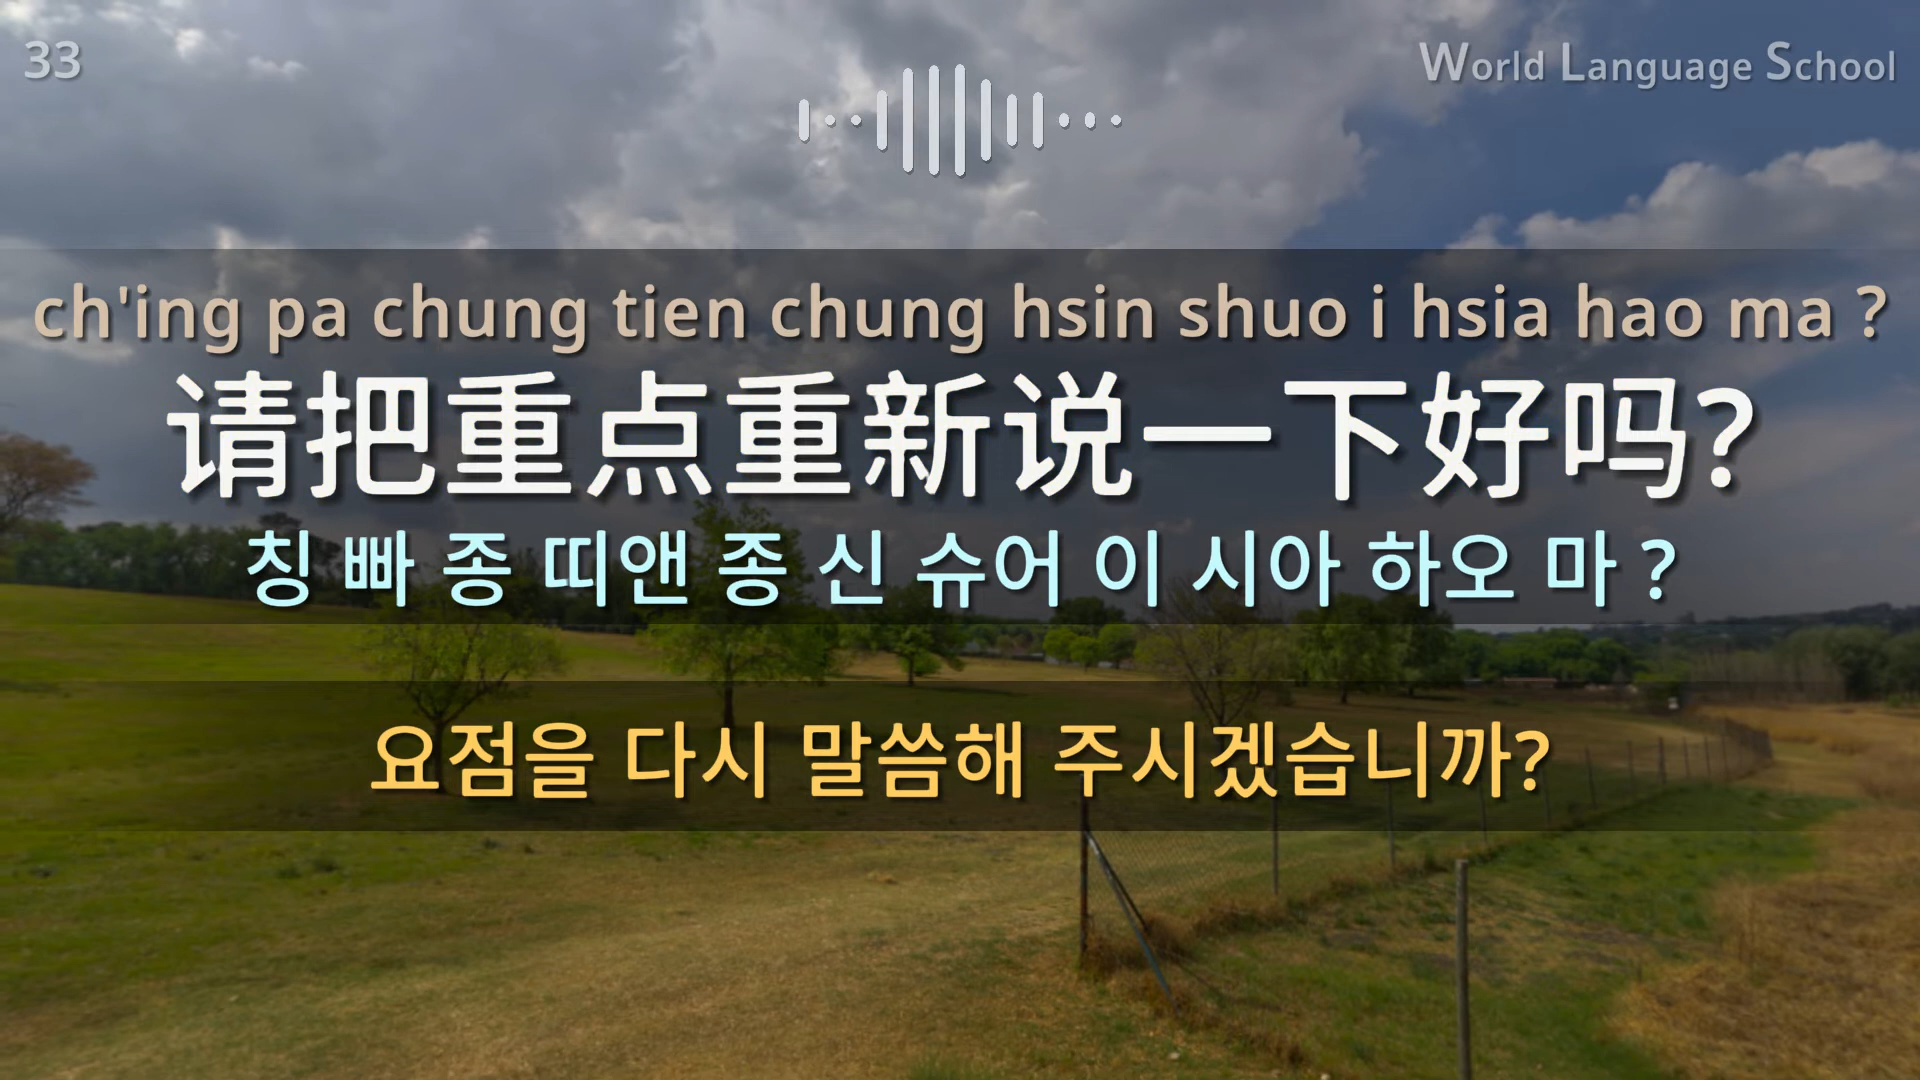 33
World Language School
ch'ing pa chung tien chung hsin shuo i hsia hao ma ?
请把重点重新说一下好吗?
칭 빠 종 띠앤 종 신 슈어 이 시아 하오 마 ?
요점을 다시 말씀해 주시겠습니까?